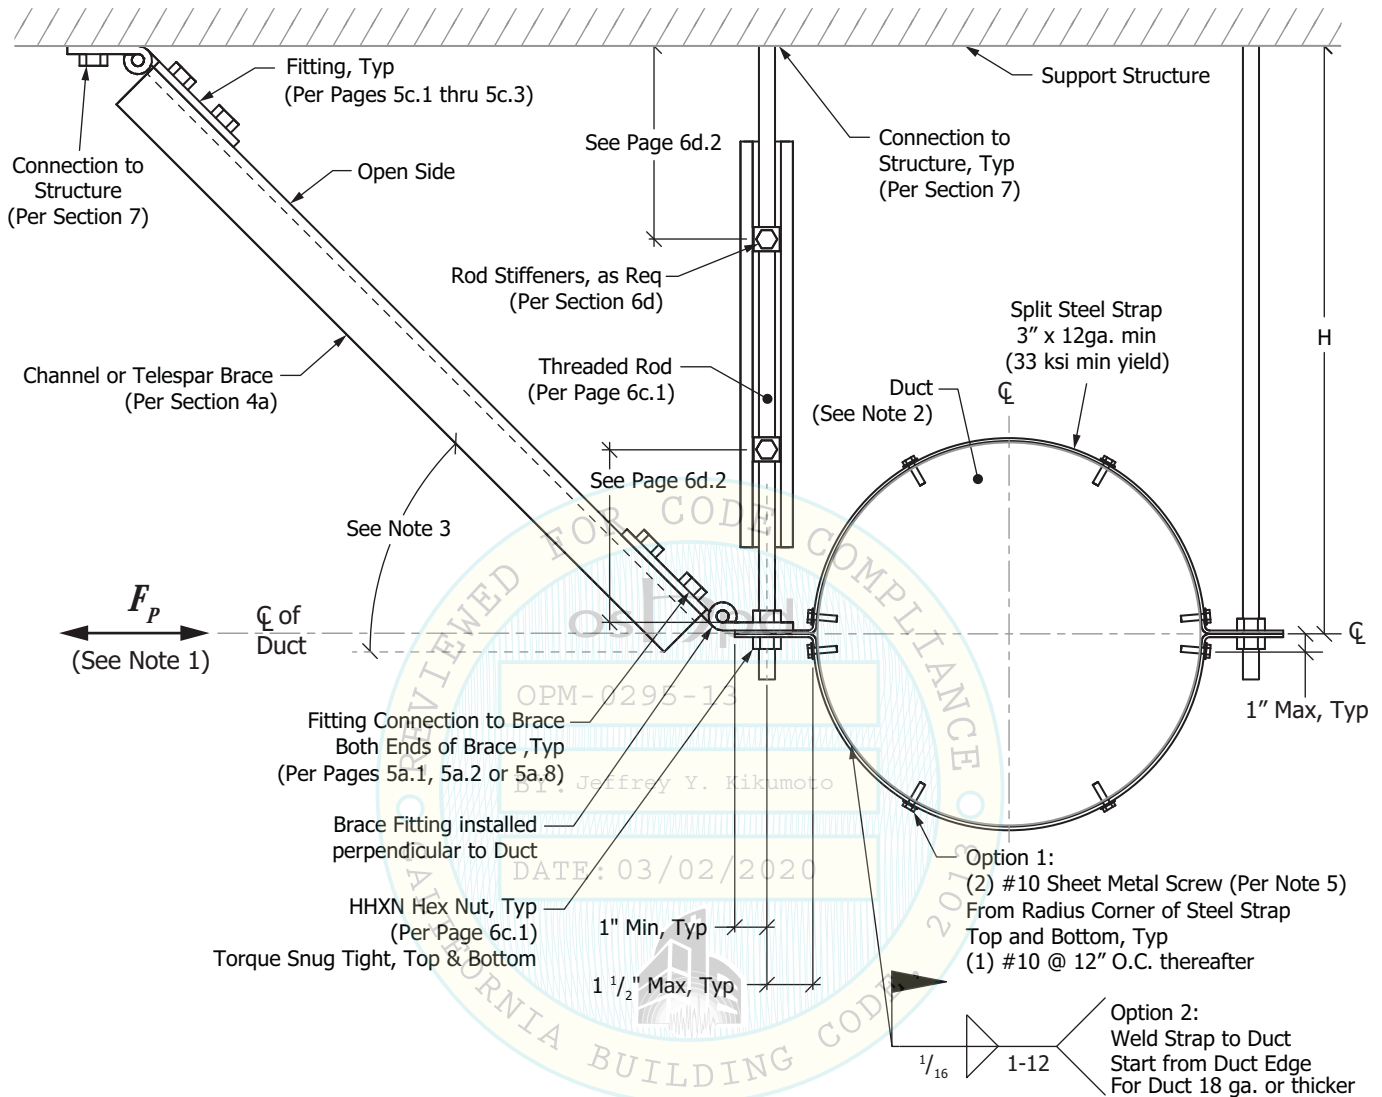 Fitting, Typ
(Per Pages 5c.1 thru 5c.3)
Support Structure
See Page 6d.2
Connection to
Structure, Typ
(Per Section 7)
Connection to
Structure
(Per Section 7)
Open Side
Rod Stiffeners, as Req
(Per Section 6d)
Split Steel Strap
3" x 12ga. min
(33 ksi min yield)
H
Channel or Telespar Brace
(Per Section 4a)
Threaded Rod
(Per Page 6c.1)
Duct
(See Note 2)
℄
See Page 6d.2
See Note 3
REVIEWED FOR CODE COMPLIANCE
oshpd
Fp
(See Note 1)
℄ of
Duct
℄
OPM-0295-13
1" Max, Typ
Fitting Connection to Brace
Both Ends of Brace ,Typ
(Per Pages 5a.1, 5a.2 or 5a.8)
BY: Jeffrey Y. Kikumoto
Brace Fitting installed
perpendicular to Duct
DATE: 03/02/2020
HHXN Hex Nut, Typ
(Per Page 6c.1)
Torque Snug Tight, Top & Bottom
1" Min, Typ
1 1/2" Max, Typ
Option 1:
(2) #10 Sheet Metal Screw (Per Note 5)
From Radius Corner of Steel Strap
Top and Bottom, Typ
(1) #10 @ 12" O.C. thereafter
CALIFORNIA BUILDING CODE, 2013
1/16
1-12
Option 2:
Weld Strap to Duct
Start from Duct Edge
For Duct 18 ga. or thicker